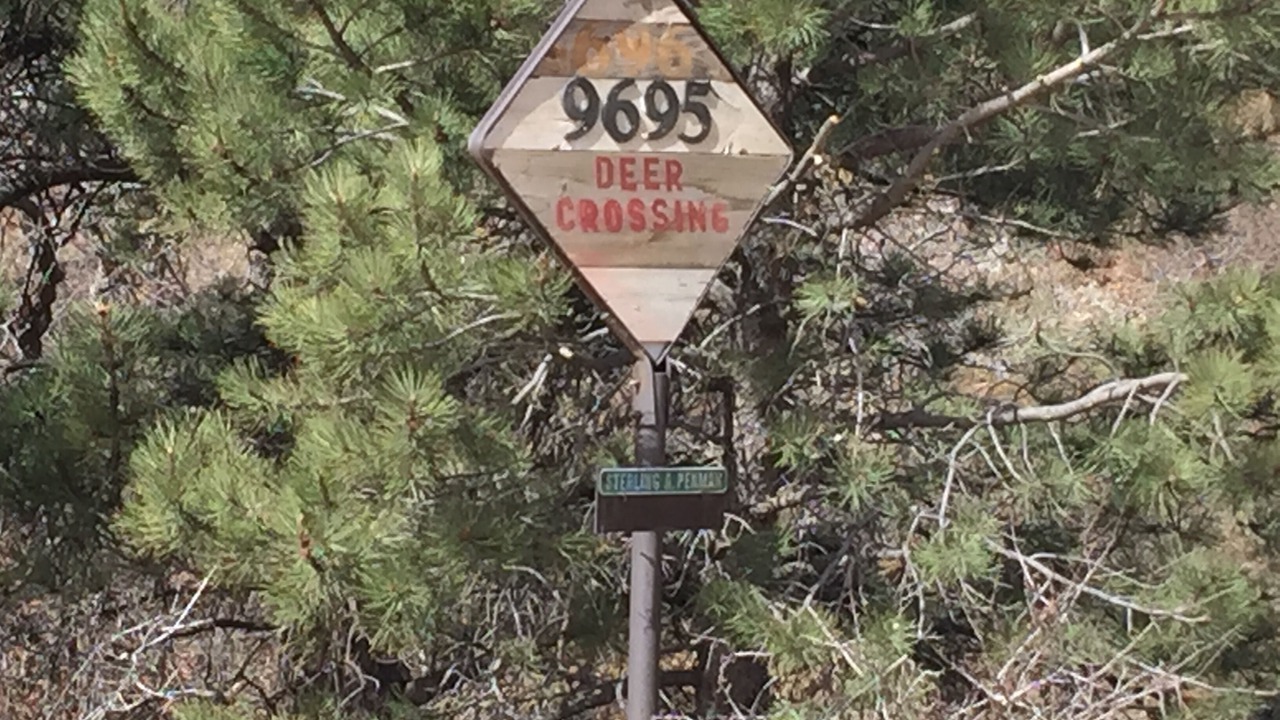 9695
DEER
CROSSING
STERLING A. PENMAN